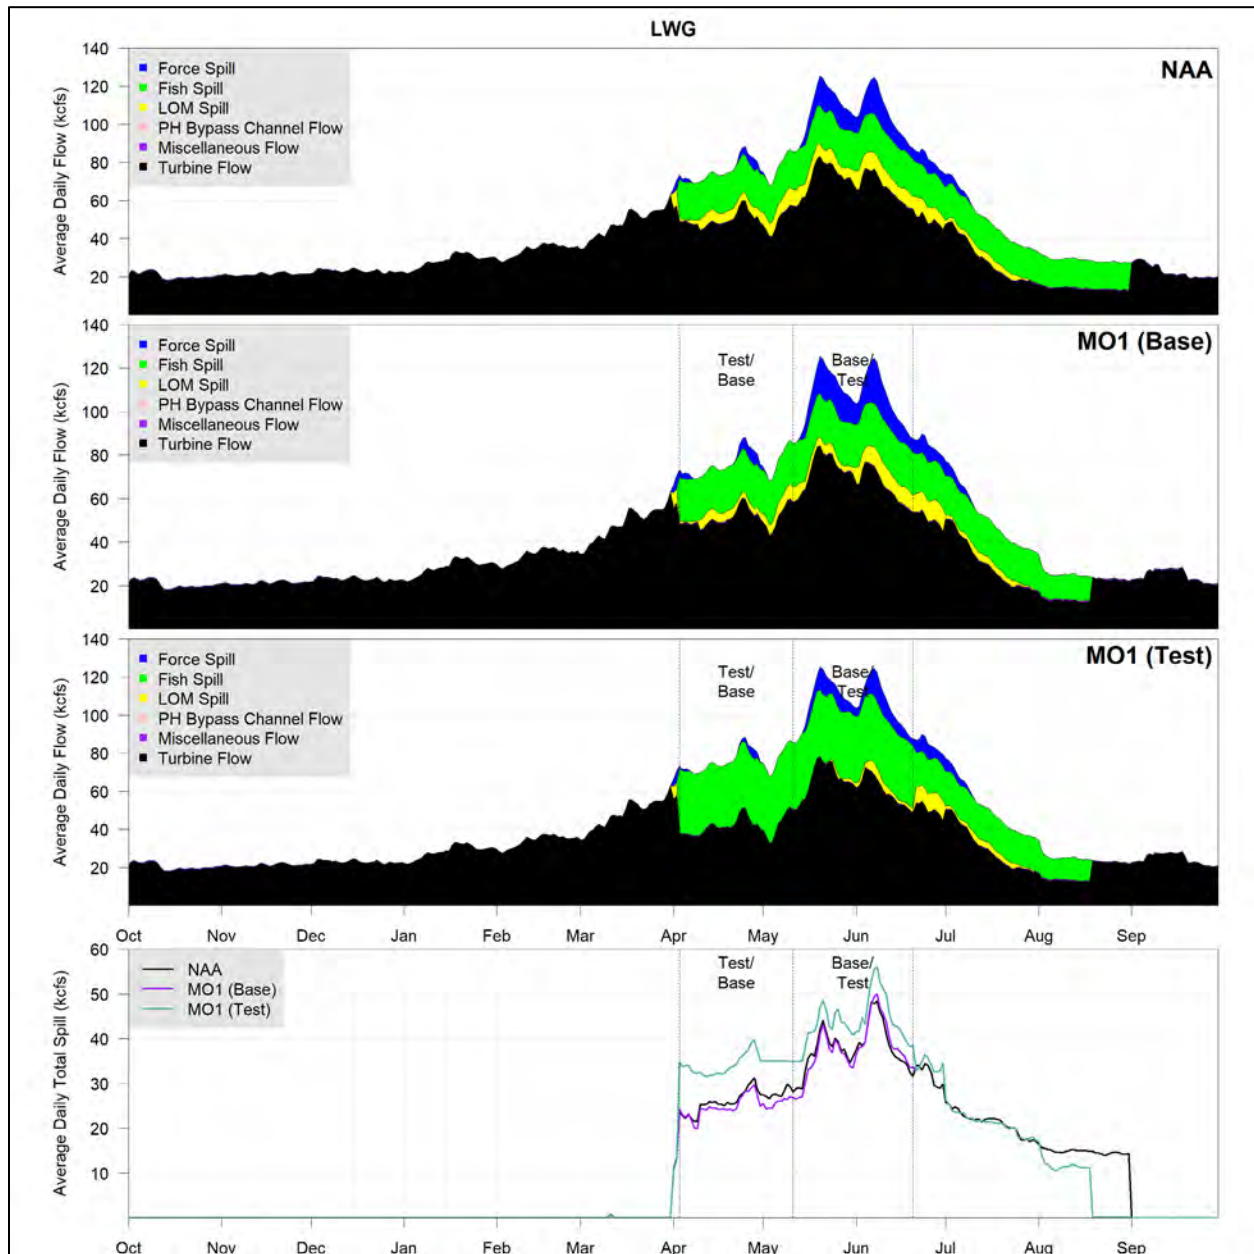 LWG
NAA
Average Daily Flow (kcfs)
140
120
100
80
60
40
20
Force Spill
Fish Spill
LOM Spill
PH Bypass Channel Flow
Miscellaneous Flow
Turbine Flow
MO1 (Base)
Average Daily Flow (kcfs)
140
120
100
80
60
40
20
Force Spill
Fish Spill
LOM Spill
PH Bypass Channel Flow
Miscellaneous Flow
Turbine Flow
Test/
Base
Base/
Test
MO1 (Test)
Average Daily Flow (kcfs)
140
120
100
80
60
40
20
Force Spill
Fish Spill
LOM Spill
PH Bypass Channel Flow
Miscellaneous Flow
Turbine Flow
Test/
Base
Base/
Test
Oct Nov Dec Jan Feb Mar Apr May Jun Jul Aug Sep
Average Daily Total Spill (kcfs)
60
50
40
30
20
10
NAA
MO1 (Base)
MO1 (Test)
Test/
Base
Base/
Test
Oct Nov Dec Jan Feb Mar Apr May Jun Jul Aug Sep